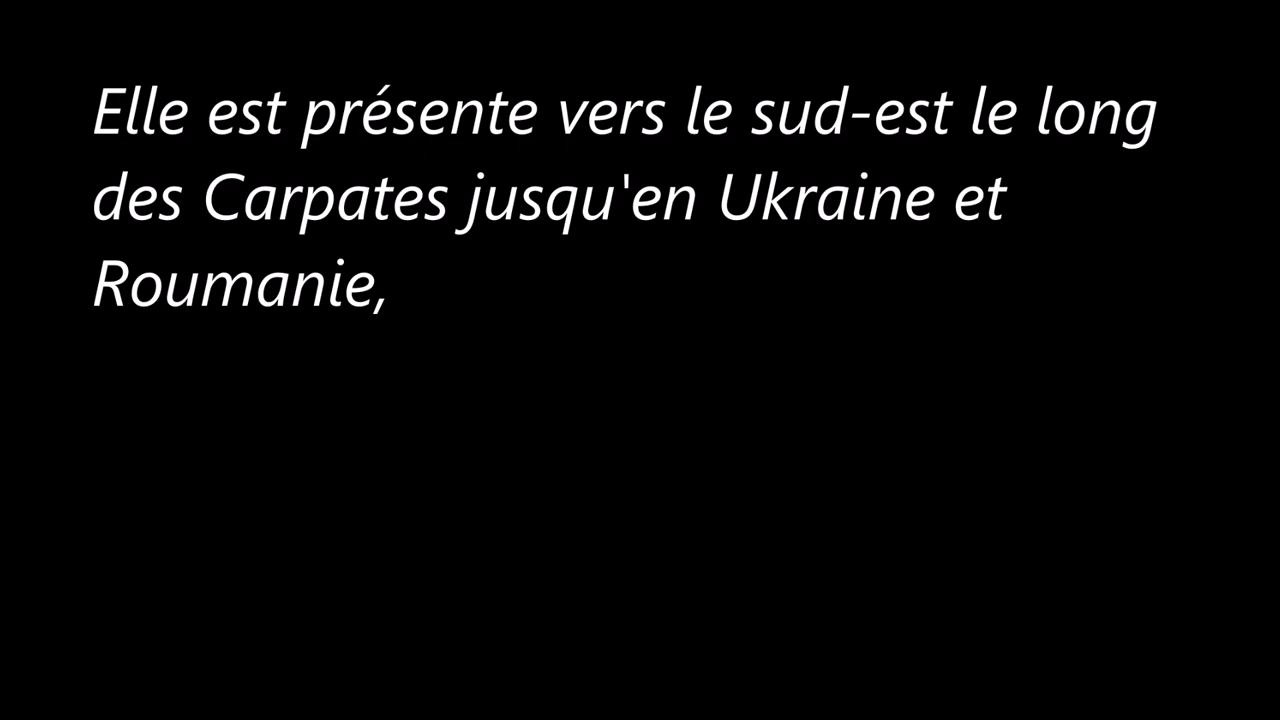 Elle est présente vers le sud-est le long
des Carpates jusqu'en Ukraine et
Roumanie,